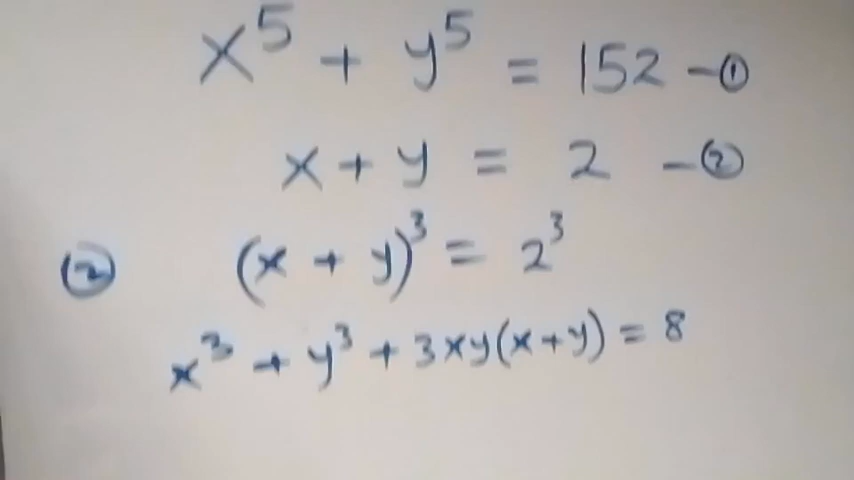 x⁵ + y⁵ = 152 – ①
x + y = 2 – ②
② (x + y)³ = 2³
x³ + y³ + 3xy(x+y) = 8